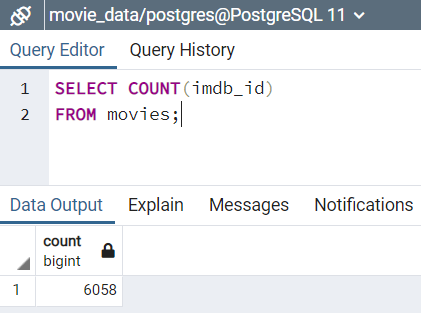 movie_data/postgres@PostgreSQL 11
Query Editor Query History
1 SELECT COUNT(imdb_id)
2 FROM movies;
Data Output Explain Messages Notifications
count
bigint
1 6058